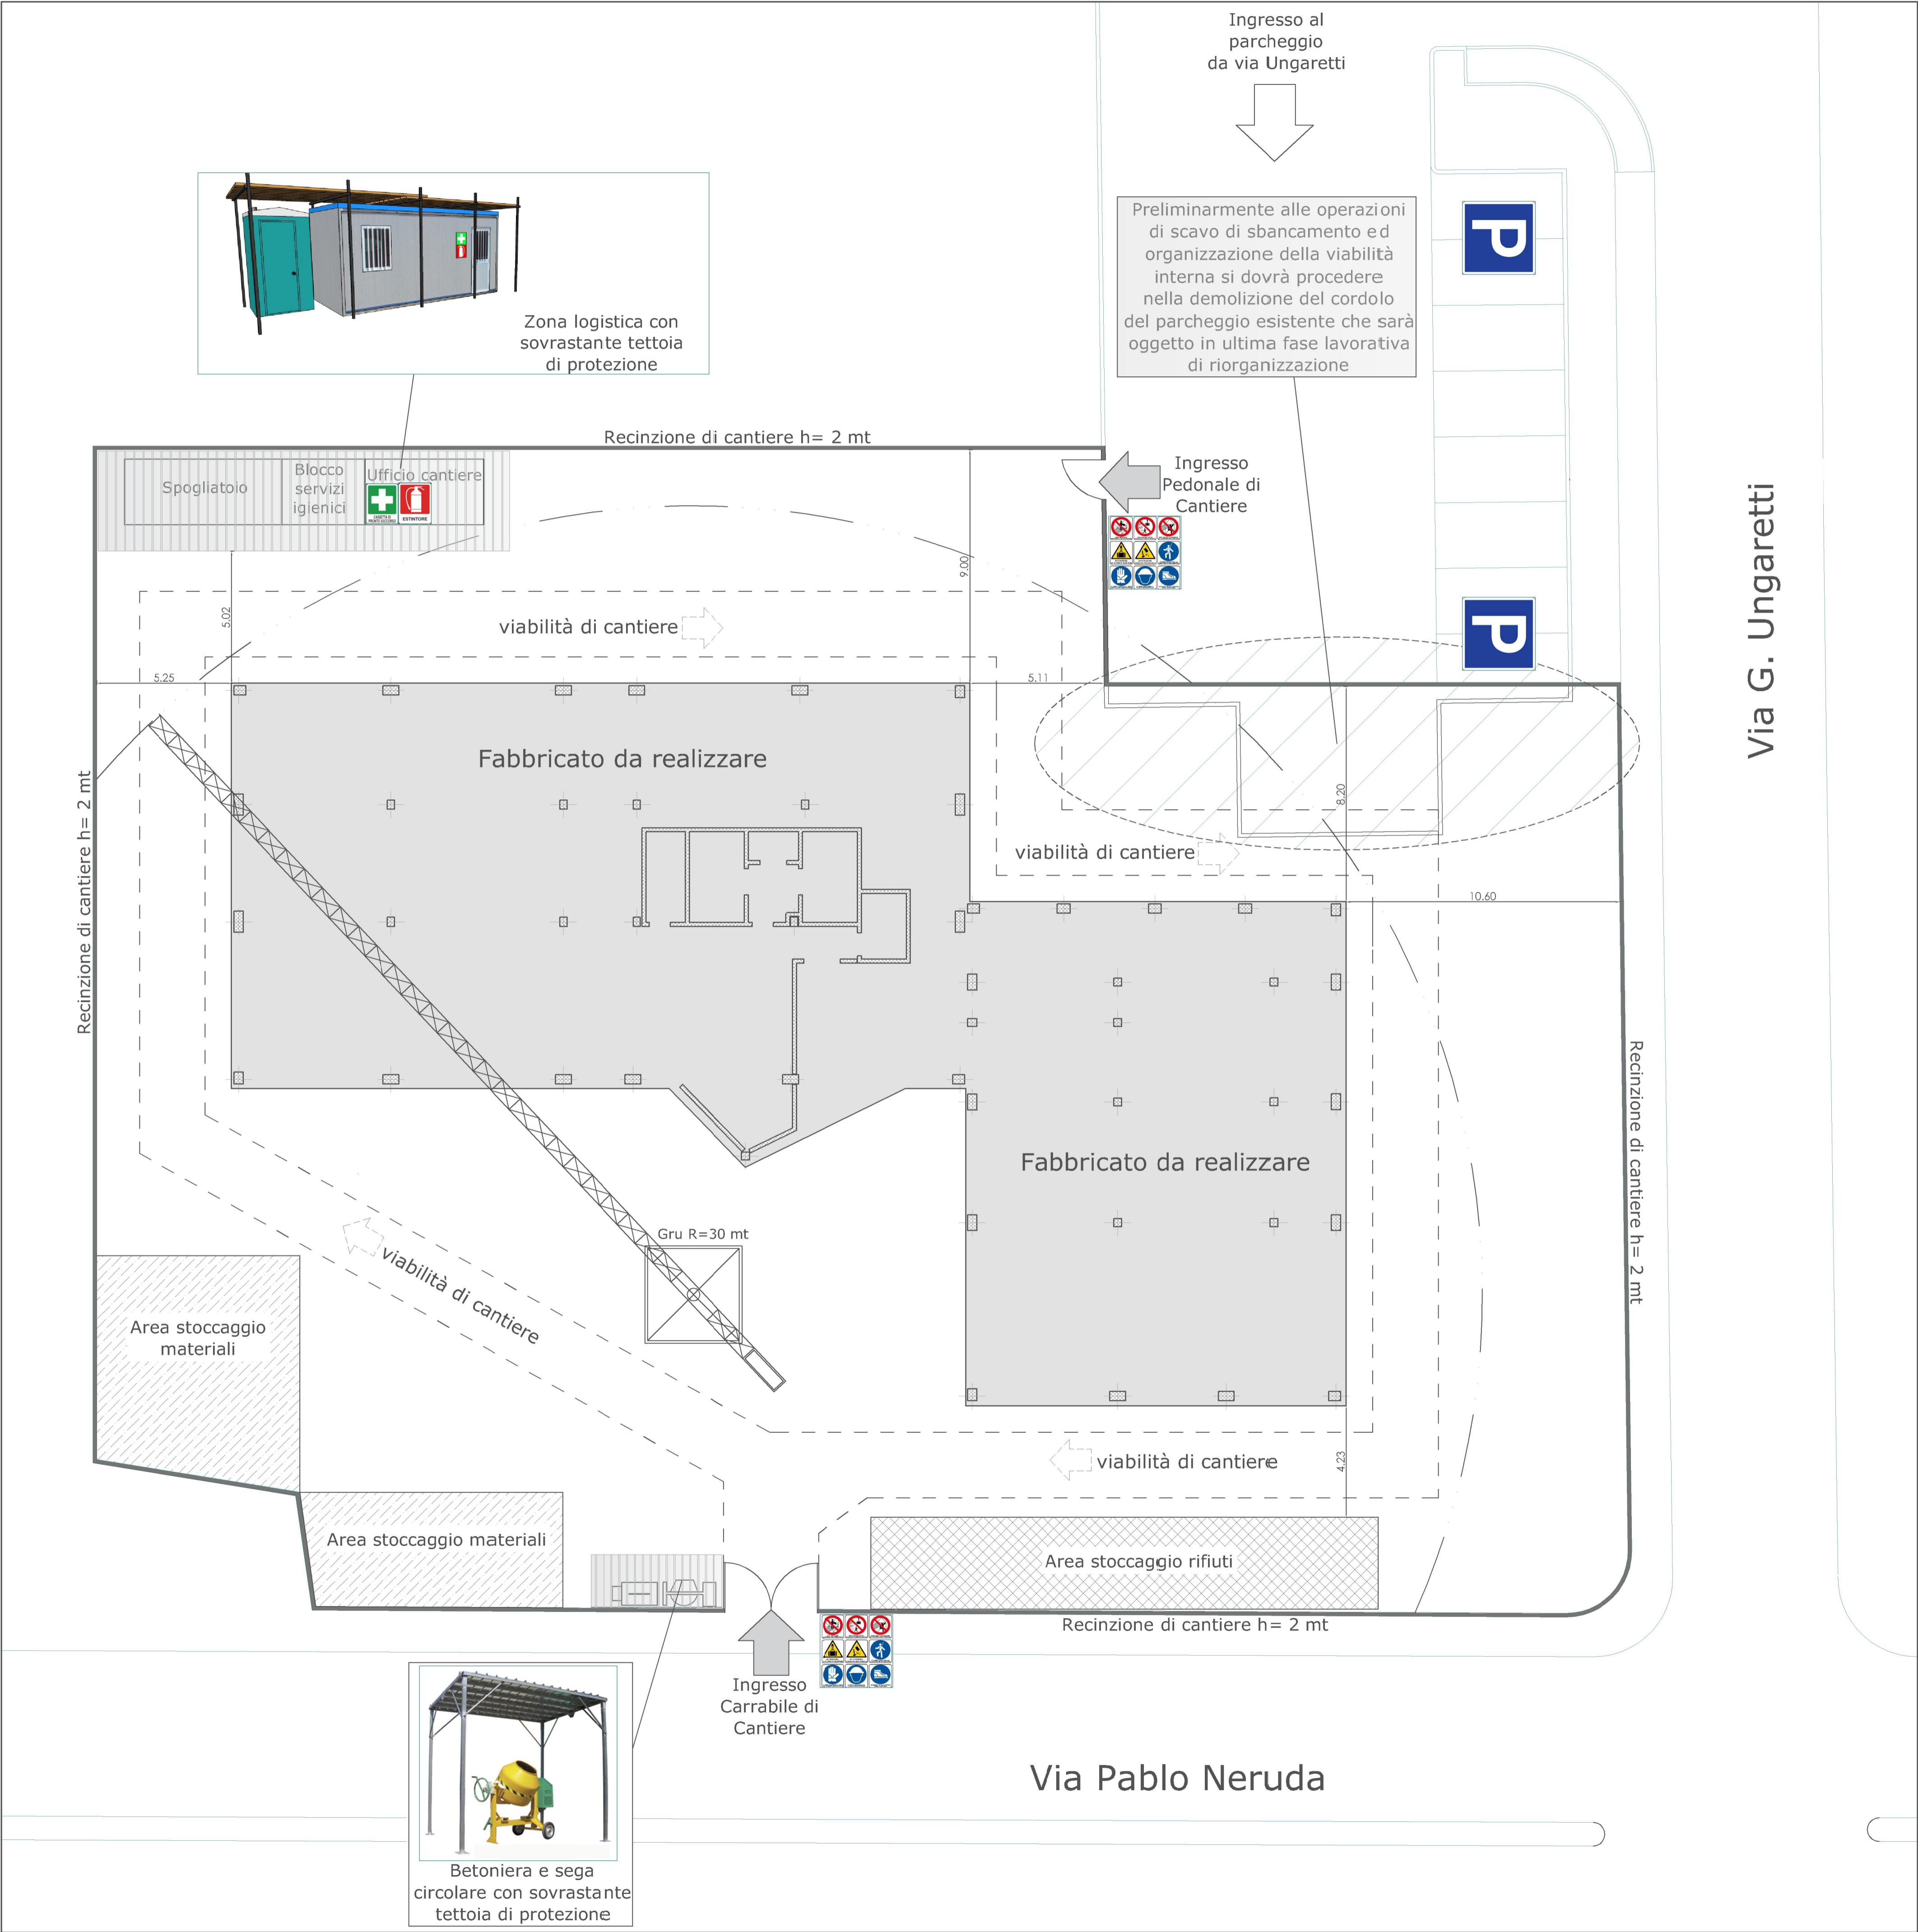 Ingresso al
parcheggio
da via Ungaretti
Preliminarmente alle operazioni
di scavo di sbancamento ed
organizzazione della viabilità
interna si dovrà procedere
nella demolizione del cordolo
del parcheggio esistente che sarà
oggetto in ultima fase lavorativa
di riorganizzazione
P
P
Zona logistica con
sovrastante tettoia
di protezione
Recinzione di cantiere h= 2 mt
Spogliatoio
Blocco
servizi
igienici
Ufficio cantiere
ESTINTORE
Ingresso
Pedonale di
Cantiere
Via G. Ungaretti
9.00
5.02
viabilità di cantiere
5.25
5.11
Fabbricato da realizzare
8.20
viabilità di cantiere
10.60
Recinzione di cantiere h= 2 mt
Recinzione di cantiere h= 2 mt
Fabbricato da realizzare
Gru R=30 mt
viabilità di cantiere
Area stoccaggio
materiali
viabilità di cantiere
4.23
Area stoccaggio materiali
Area stoccaggio rifiuti
Recinzione di cantiere h= 2 mt
Ingresso
Carrabile di
Cantiere
Via Pablo Neruda
Betoniera e sega
circolare con sovrastante
tettoia di protezione